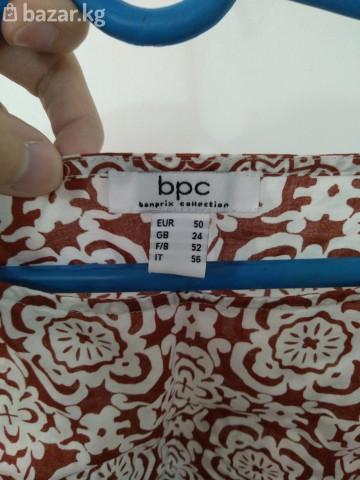 bazar.kg
bpc
bonprix collection
EUR 50
GB 24
F/B 52
IT 56